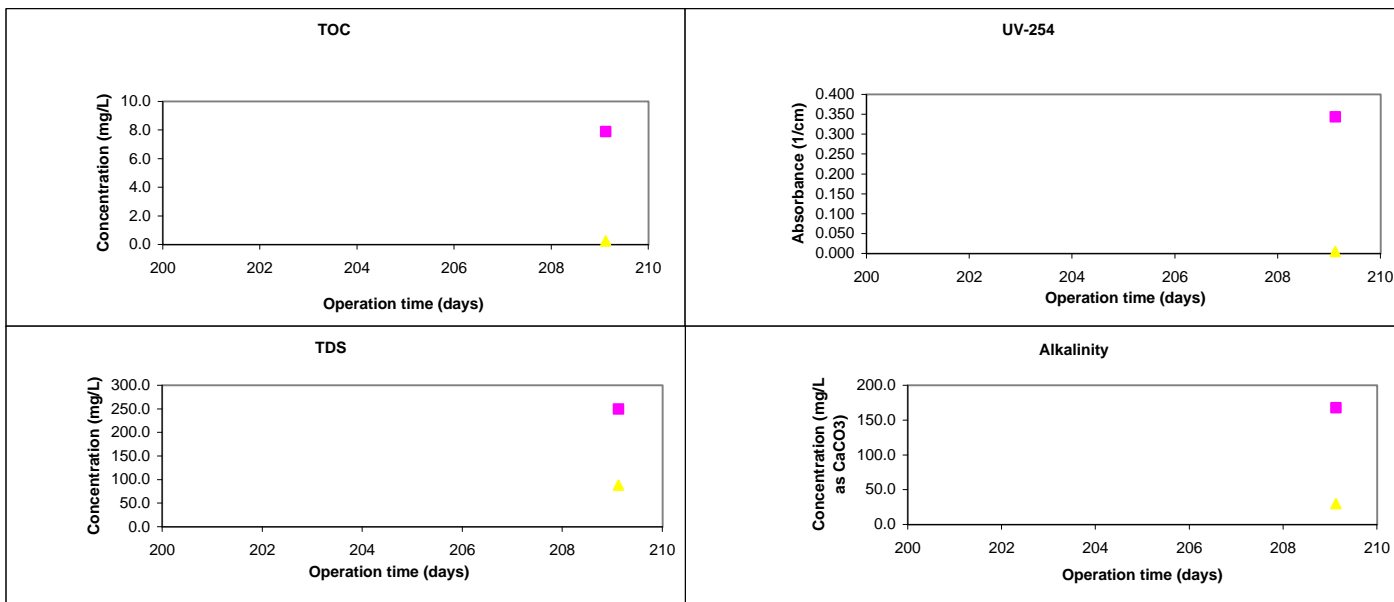 TOC
Concentration (mg/L)
10.0
8.0
6.0
4.0
2.0
0.0
200 202 204 206 208 210
Operation time (days)
UV-254
Absorbance (1/cm)
0.400
0.350
0.300
0.250
0.200
0.150
0.100
0.050
0.000
200 202 204 206 208 210
Operation time (days)
TDS
Concentration (mg/L)
300.0
250.0
200.0
150.0
100.0
50.0
0.0
200 202 204 206 208 210
Operation time (days)
Alkalinity
Concentration (mg/L
as CaCO3)
200.0
150.0
100.0
50.0
0.0
200 202 204 206 208 210
Operation time (days)